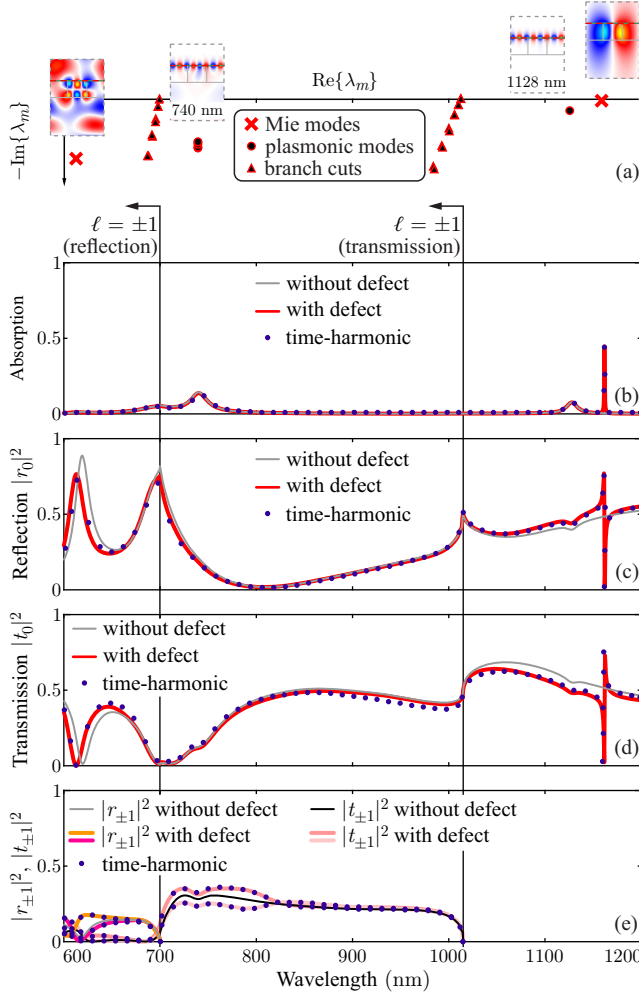 Re{λm}
−Im{λm}
740 nm
1128 nm
Mie modes
plasmonic modes
branch cuts
(a)
ℓ = ±1
(reflection)
ℓ = ±1
(transmission)
1
0.5
0
Absorption
without defect
with defect
time-harmonic
(b)
1
0.5
0
Reflection |r0|^2
without defect
with defect
time-harmonic
(c)
1
0.5
0
Transmission |t0|^2
without defect
with defect
time-harmonic
(d)
1
0.5
0
|r±1|^2, |t±1|^2
|r±1|^2 without defect
|r±1|^2 with defect
time-harmonic
|t±1|^2 without defect
|t±1|^2 with defect
(e)
600 700 800 900 1000 1100 1200
Wavelength (nm)